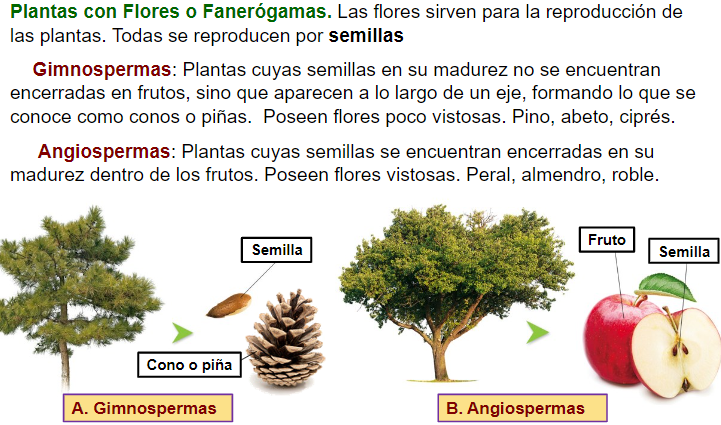 Plantas con Flores o Fanerógamas. Las flores sirven para la reproducción de
las plantas. Todas se reproducen por semillas
Gimnospermas: Plantas cuyas semillas en su madurez no se encuentran
encerradas en frutos, sino que aparecen a lo largo de un eje, formando lo que se
conoce como conos o piñas.  Poseen flores poco vistosas. Pino, abeto, ciprés.
Angiospermas: Plantas cuyas semillas se encuentran encerradas en su
madurez dentro de los frutos. Poseen flores vistosas. Peral, almendro, roble.
Semilla
Cono o piña
A. Gimnospermas
Fruto
Semilla
B. Angiospermas